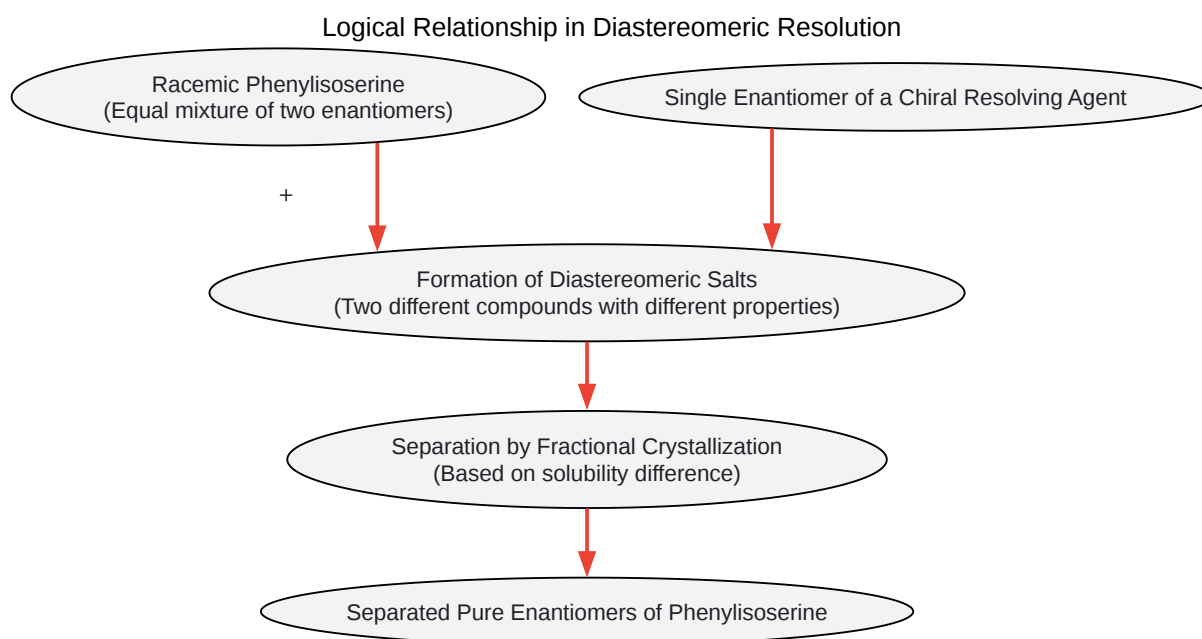 Logical Relationship in Diastereomeric Resolution
Racemic Phenylisoserine
(Equal mixture of two enantiomers)
Single Enantiomer of a Chiral Resolving Agent
+
Formation of Diastereomeric Salts
(Two different compounds with different properties)
Separation by Fractional Crystallization
(Based on solubility difference)
Separated Pure Enantiomers of Phenylisoserine